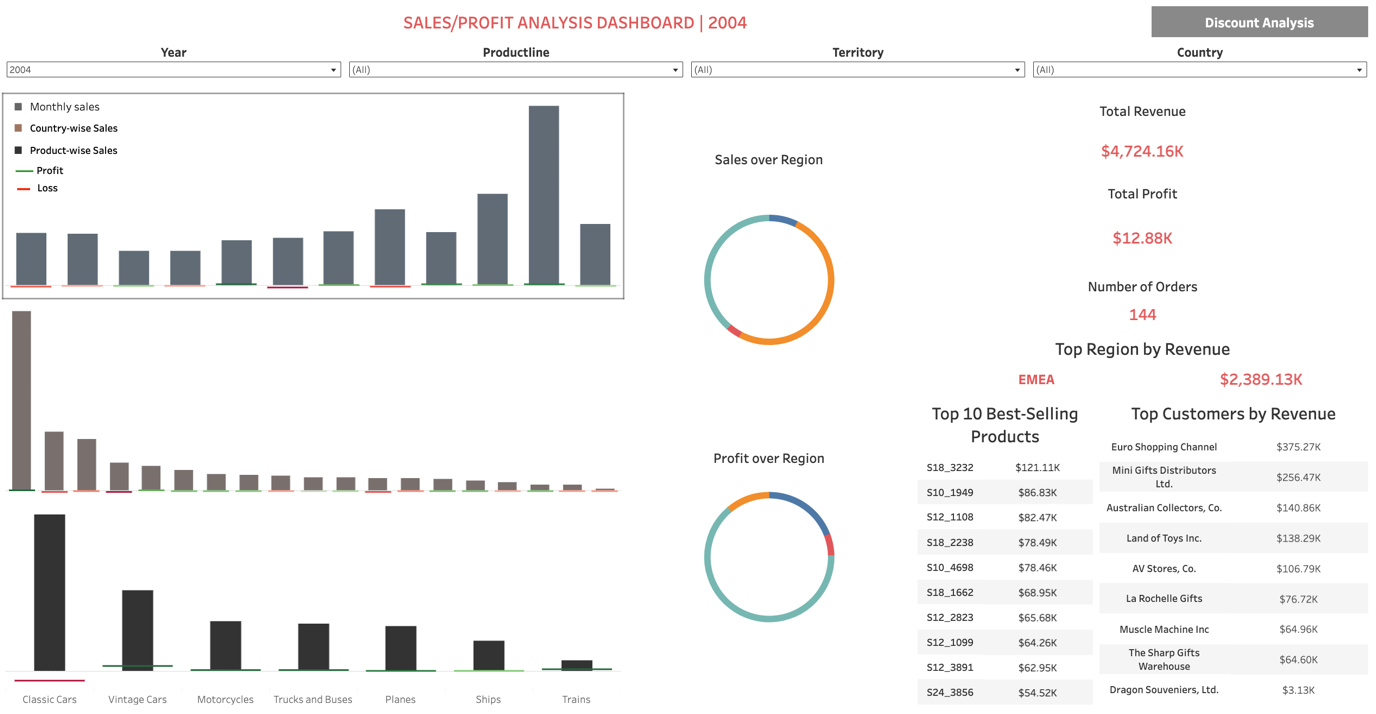 SALES/PROFIT ANALYSIS DASHBOARD | 2004
Discount Analysis
Year
Productline
Territory
Country
2004
(All)
(All)
(All)
Monthly sales
Country-wise Sales
Product-wise Sales
Profit
Loss
Sales over Region
Profit over Region
Classic Cars
Vintage Cars
Motorcycles
Trucks and Buses
Planes
Ships
Trains
Total Revenue
$4,724.16K
Total Profit
$12.88K
Number of Orders
144
Top Region by Revenue
EMEA
$2,389.13K
Top 10 Best-Selling
Products
S18_3232 $121.11K
S10_1949 $86.83K
S12_1108 $82.47K
S18_2238 $78.49K
S10_4698 $78.46K
S18_1662 $68.95K
S12_2823 $65.68K
S12_1099 $64.26K
S12_3891 $62.95K
S24_3856 $54.52K
Top Customers by Revenue
Euro Shopping Channel $375.27K
Mini Gifts Distributors
Ltd. $256.47K
Australian Collectors, Co. $140.86K
Land of Toys Inc. $138.29K
AV Stores, Co. $106.79K
La Rochelle Gifts $76.72K
Muscle Machine Inc $64.96K
The Sharp Gifts
Warehouse $64.60K
Dragon Souveniers, Ltd. $3.13K